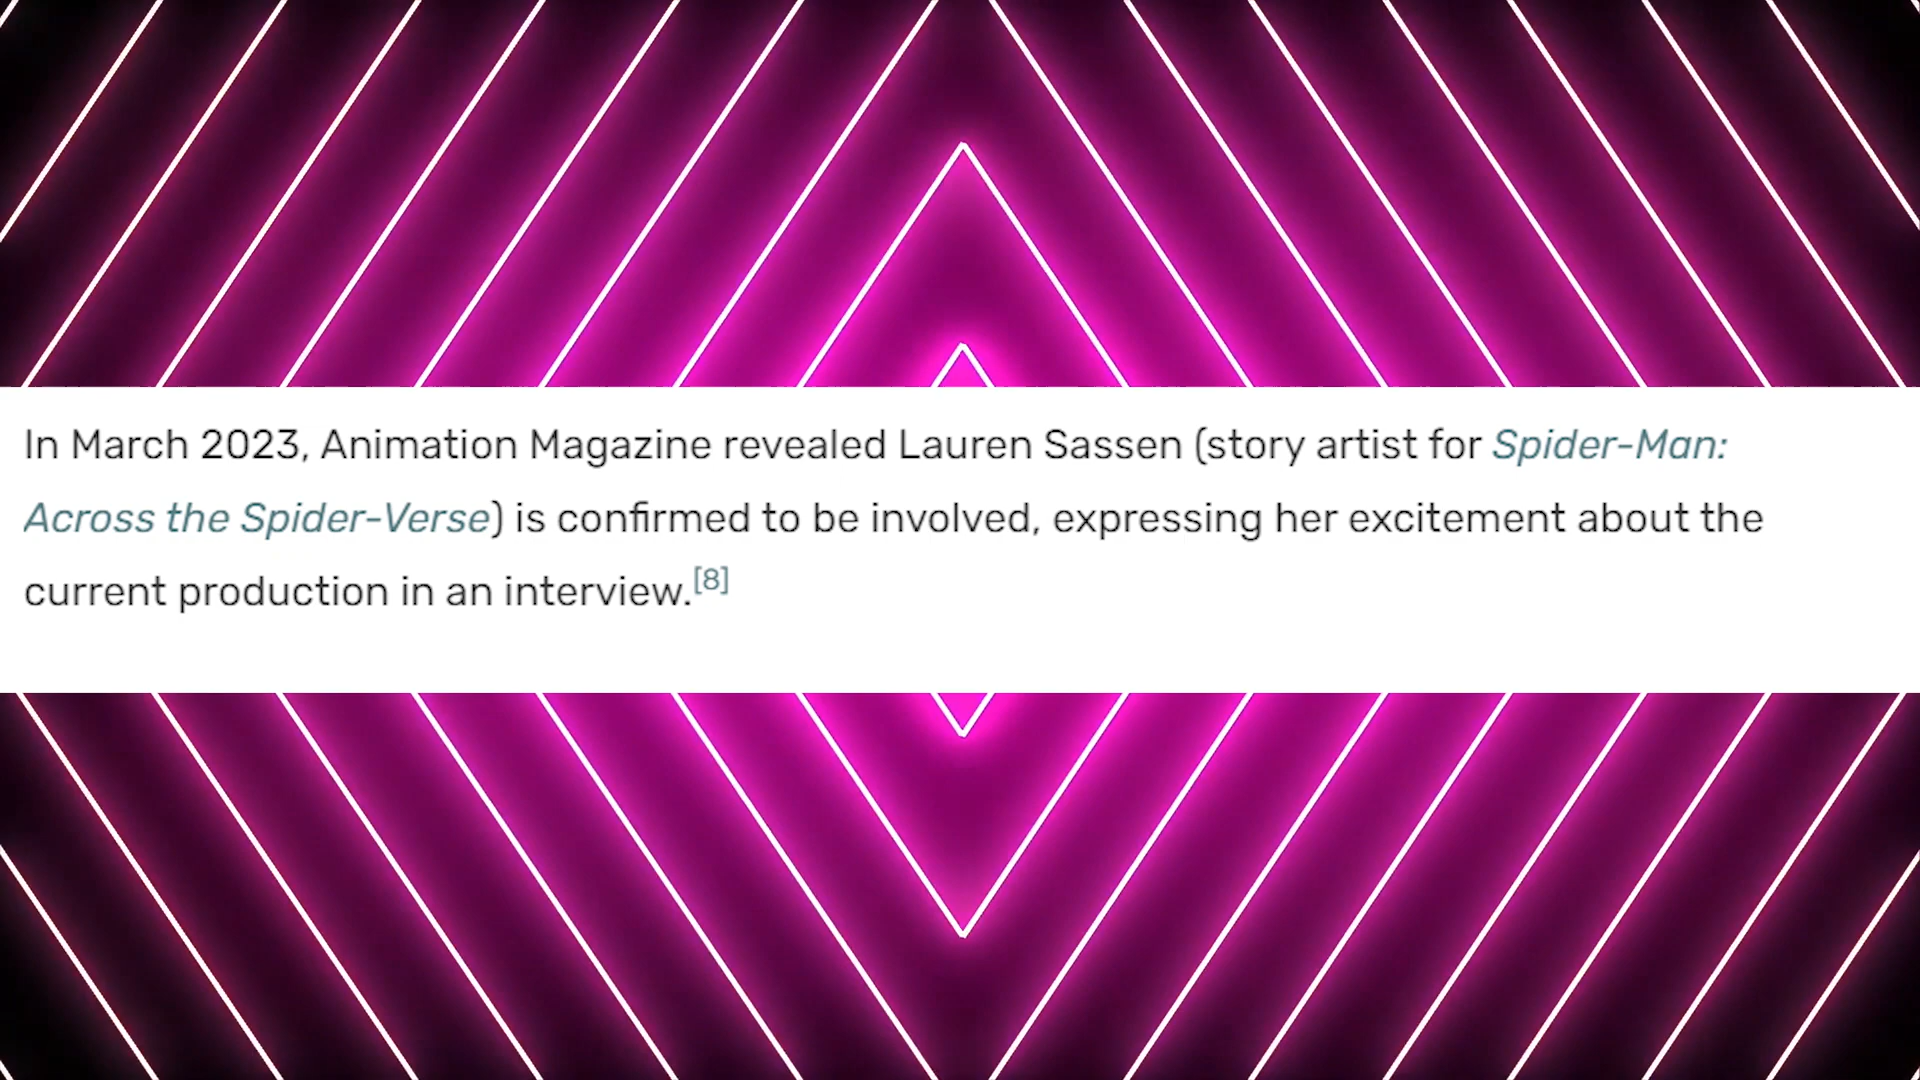 In March 2023, Animation Magazine revealed Lauren Sassen (story artist for Spider-Man:
Across the Spider-Verse) is confirmed to be involved, expressing her excitement about the
current production in an interview.[8]